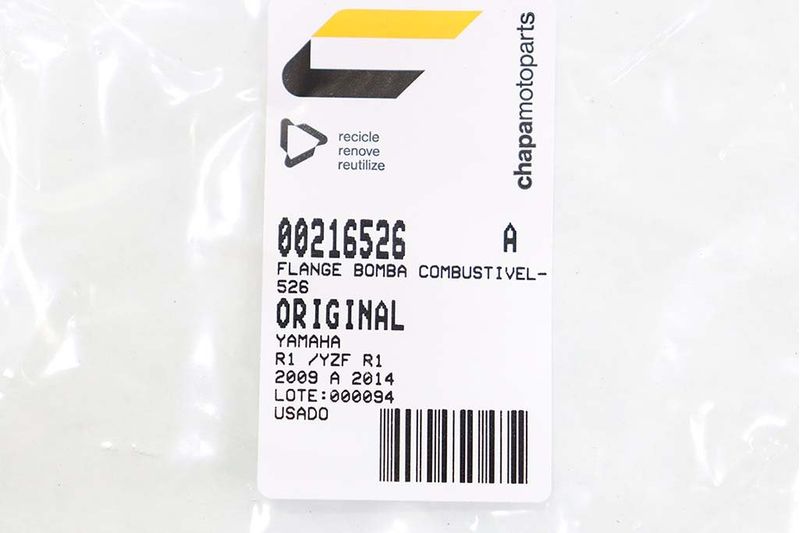 chapamotoparts
recicle
renove
reutilize
00216526 A
FLANGE BOMBA COMBUSTIVEL-
526
ORIGINAL
YAMAHA
R1 /YZF R1
2009 A 2014
LOTE:000094
USADO